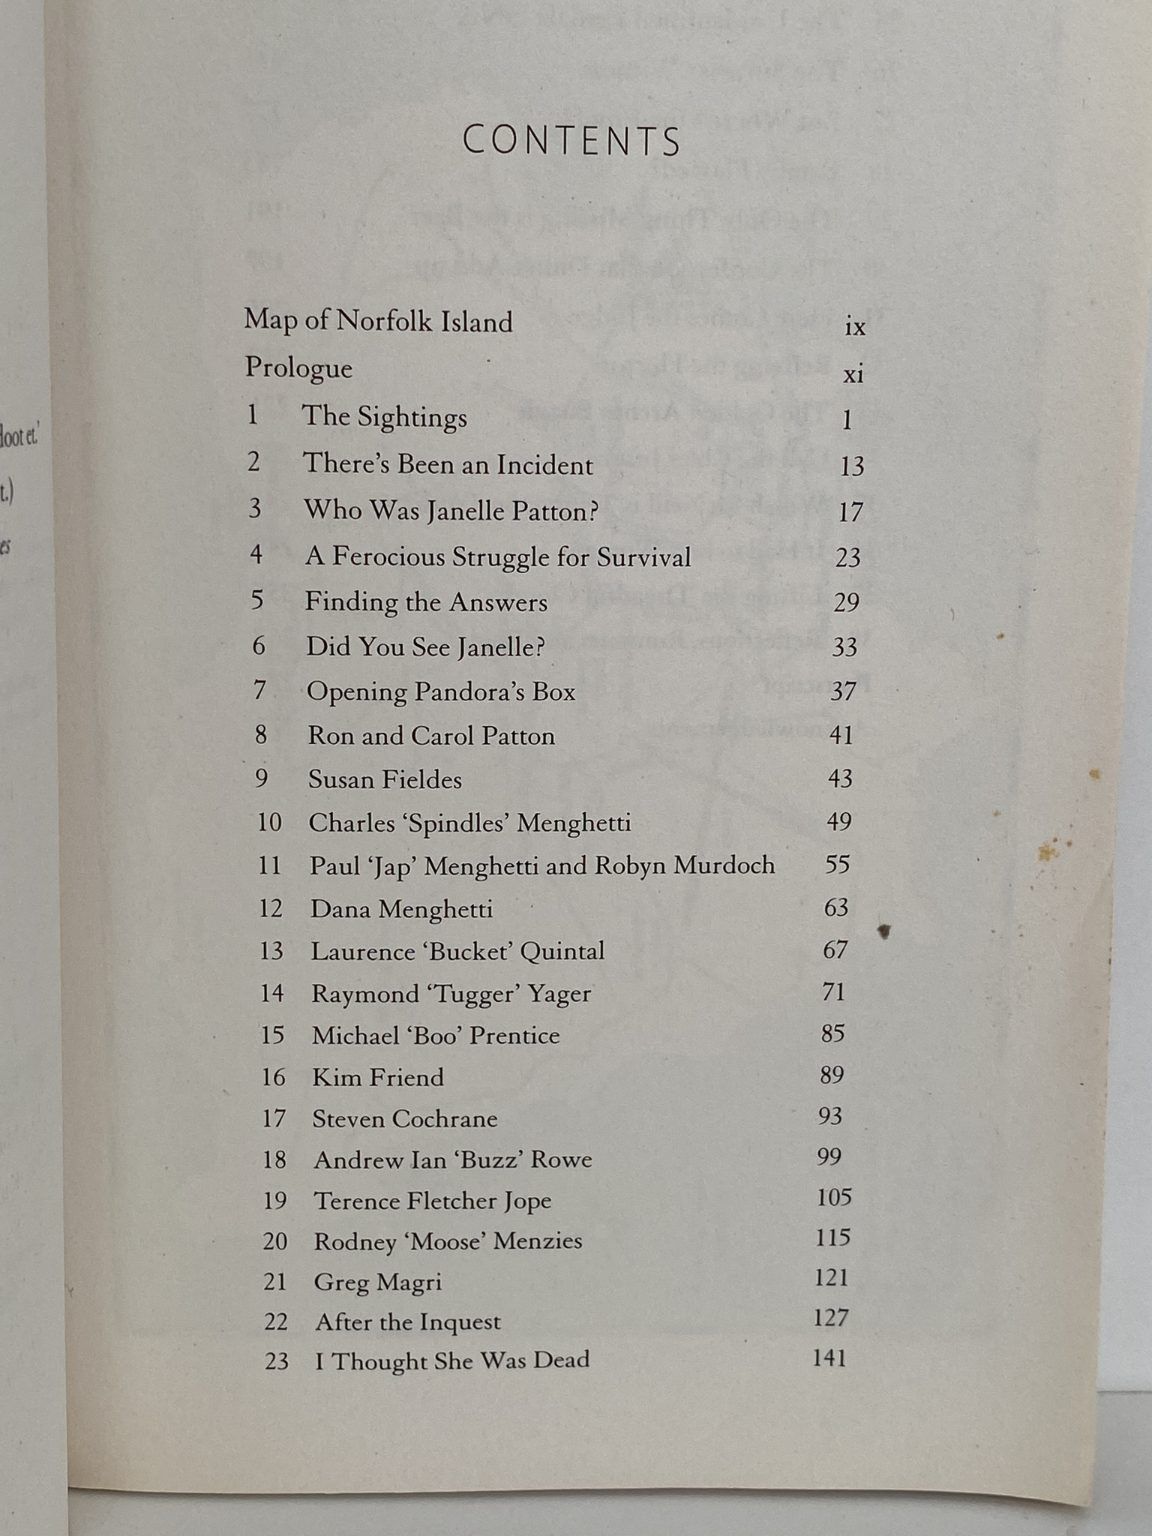 loot et.'
t.)
es
CONTENTS
Map of Norfolk Island ix
Prologue xi
1 The Sightings 1
2 There's Been an Incident 13
3 Who Was Janelle Patton? 17
4 A Ferocious Struggle for Survival 23
5 Finding the Answers 29
6 Did You See Janelle? 33
7 Opening Pandora's Box 37
8 Ron and Carol Patton 41
9 Susan Fieldes 43
10 Charles ‘Spindles’ Menghetti 49
11 Paul ‘Jap’ Menghetti and Robyn Murdoch 55
12 Dana Menghetti 63
13 Laurence ‘Bucket’ Quintal 67
14 Raymond ‘Tugger’ Yager 71
15 Michael ‘Boo’ Prentice 85
16 Kim Friend 89
17 Steven Cochrane 93
18 Andrew Ian ‘Buzz’ Rowe 99
19 Terence Fletcher Jope 105
20 Rodney ‘Moose’ Menzies 115
21 Greg Magri 121
22 After the Inquest 127
23 I Thought She Was Dead 141